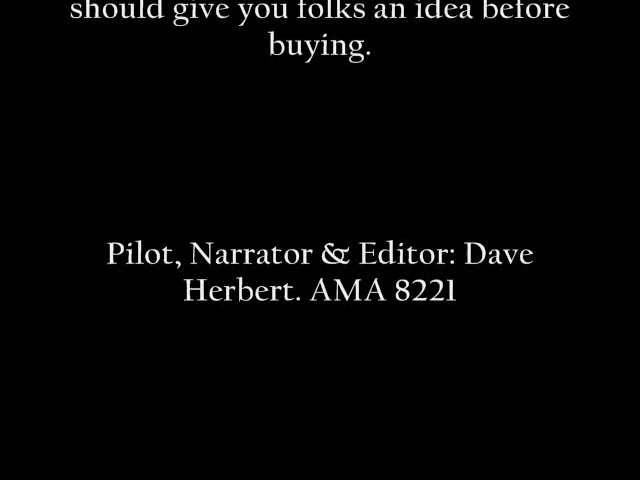 should give you folks an idea before
buying.
Pilot, Narrator & Editor: Dave
Herbert. AMA 8221